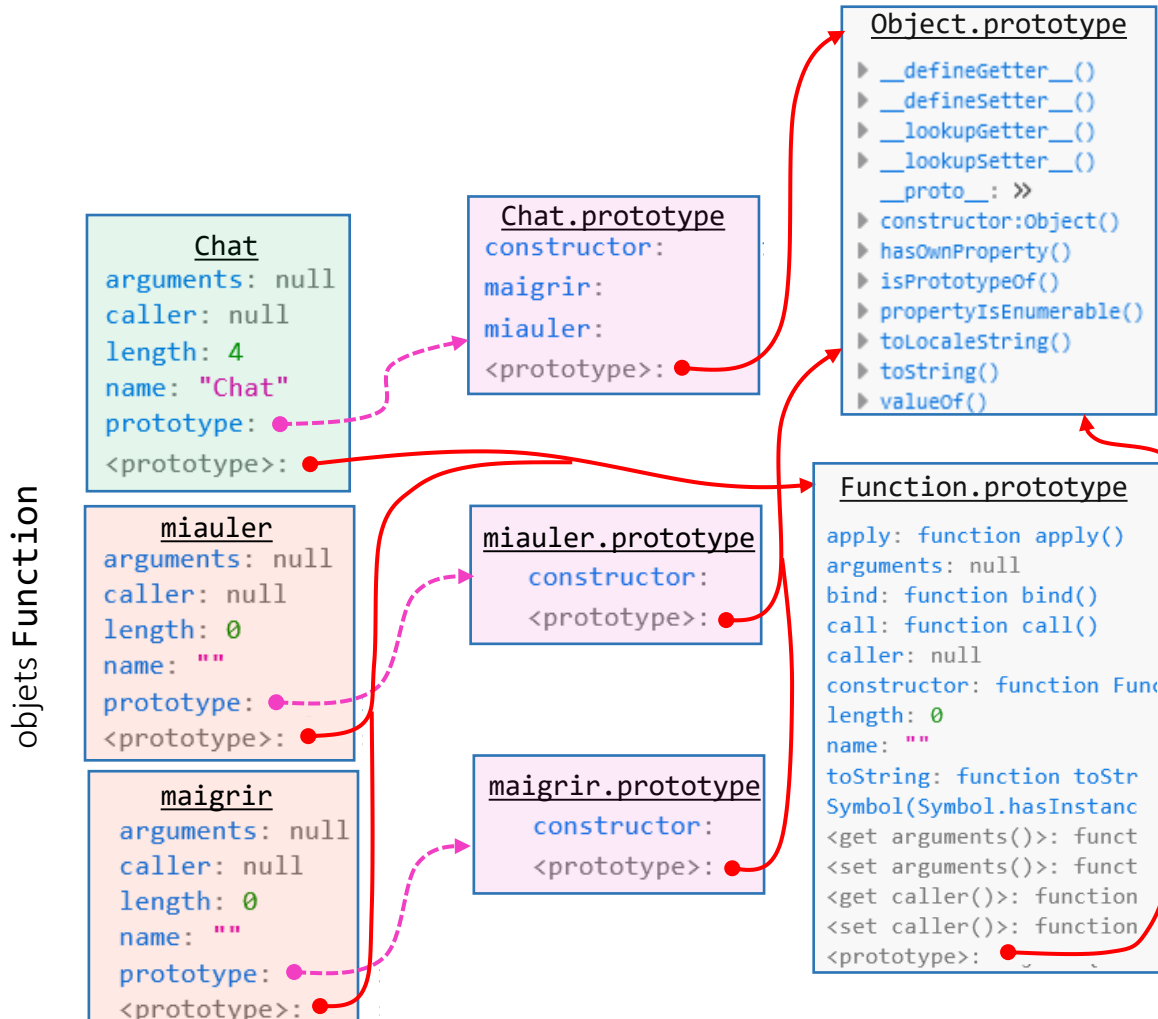 objets Function
Chat
arguments: null
caller: null
length: 4
name: "Chat"
prototype:
<prototype>:
miauler
arguments: null
caller: null
length: 0
name: ""
prototype:
<prototype>:
maigrir
arguments: null
caller: null
length: 0
name: ""
prototype:
<prototype>:
Chat.prototype
constructor:
maigrir:
miauler:
<prototype>:
miauler.prototype
constructor:
<prototype>:
maigrir.prototype
constructor:
<prototype>:
Object.prototype
__defineGetter__()
__defineSetter__()
__lookupGetter__()
__lookupSetter__()
__proto__: »
constructor:Object()
hasOwnProperty()
isPrototypeOf()
propertyIsEnumerable()
toLocaleString()
toString()
valueOf()
Function.prototype
apply: function apply()
arguments: null
bind: function bind()
call: function call()
caller: null
constructor: function Func
length: 0
name: ""
toString: function toStr
Symbol(Symbol.hasInstanc
<get arguments()>: funct
<set arguments()>: funct
<get caller()>: function
<set caller()>: function
<prototype>: